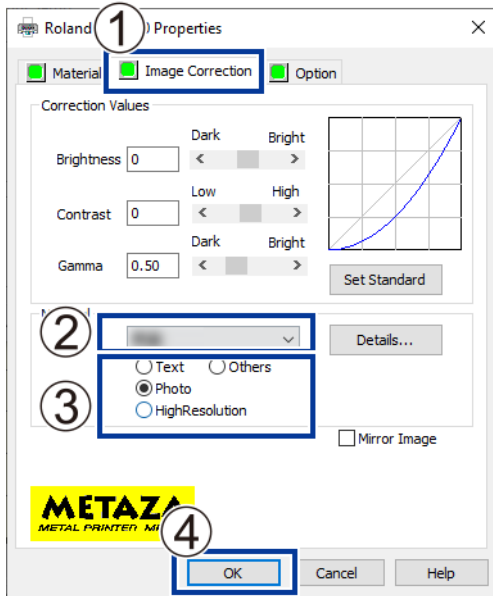 Roland ) Properties
1
Material Image Correction Option
Correction Values
Dark Bright
Brightness 0
Low High
Contrast 0
Dark Bright
Gamma 0.50
Set Standard
2
Details...
Text Others
3
Photo
HighResolution
Mirror Image
METAZA
METAL PRINTER
4
OK Cancel Help